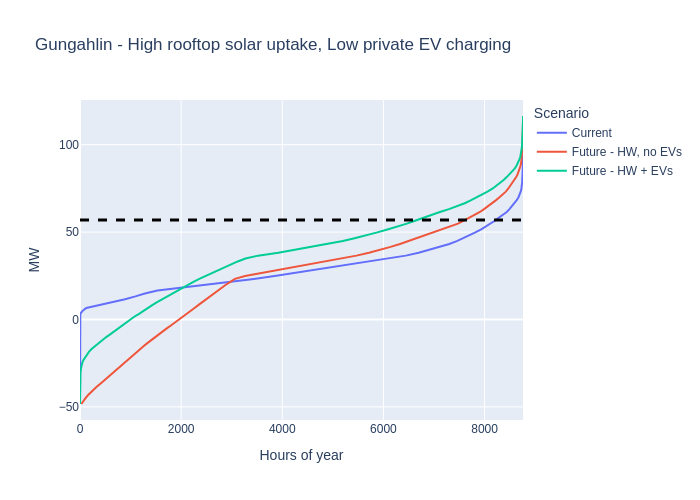 Gungahlin - High rooftop solar uptake, Low private EV charging
Scenario
Current
Future - HW, no EVs
Future - HW + EVs
MW
100
50
0
−50
0
2000
4000
6000
8000
Hours of year